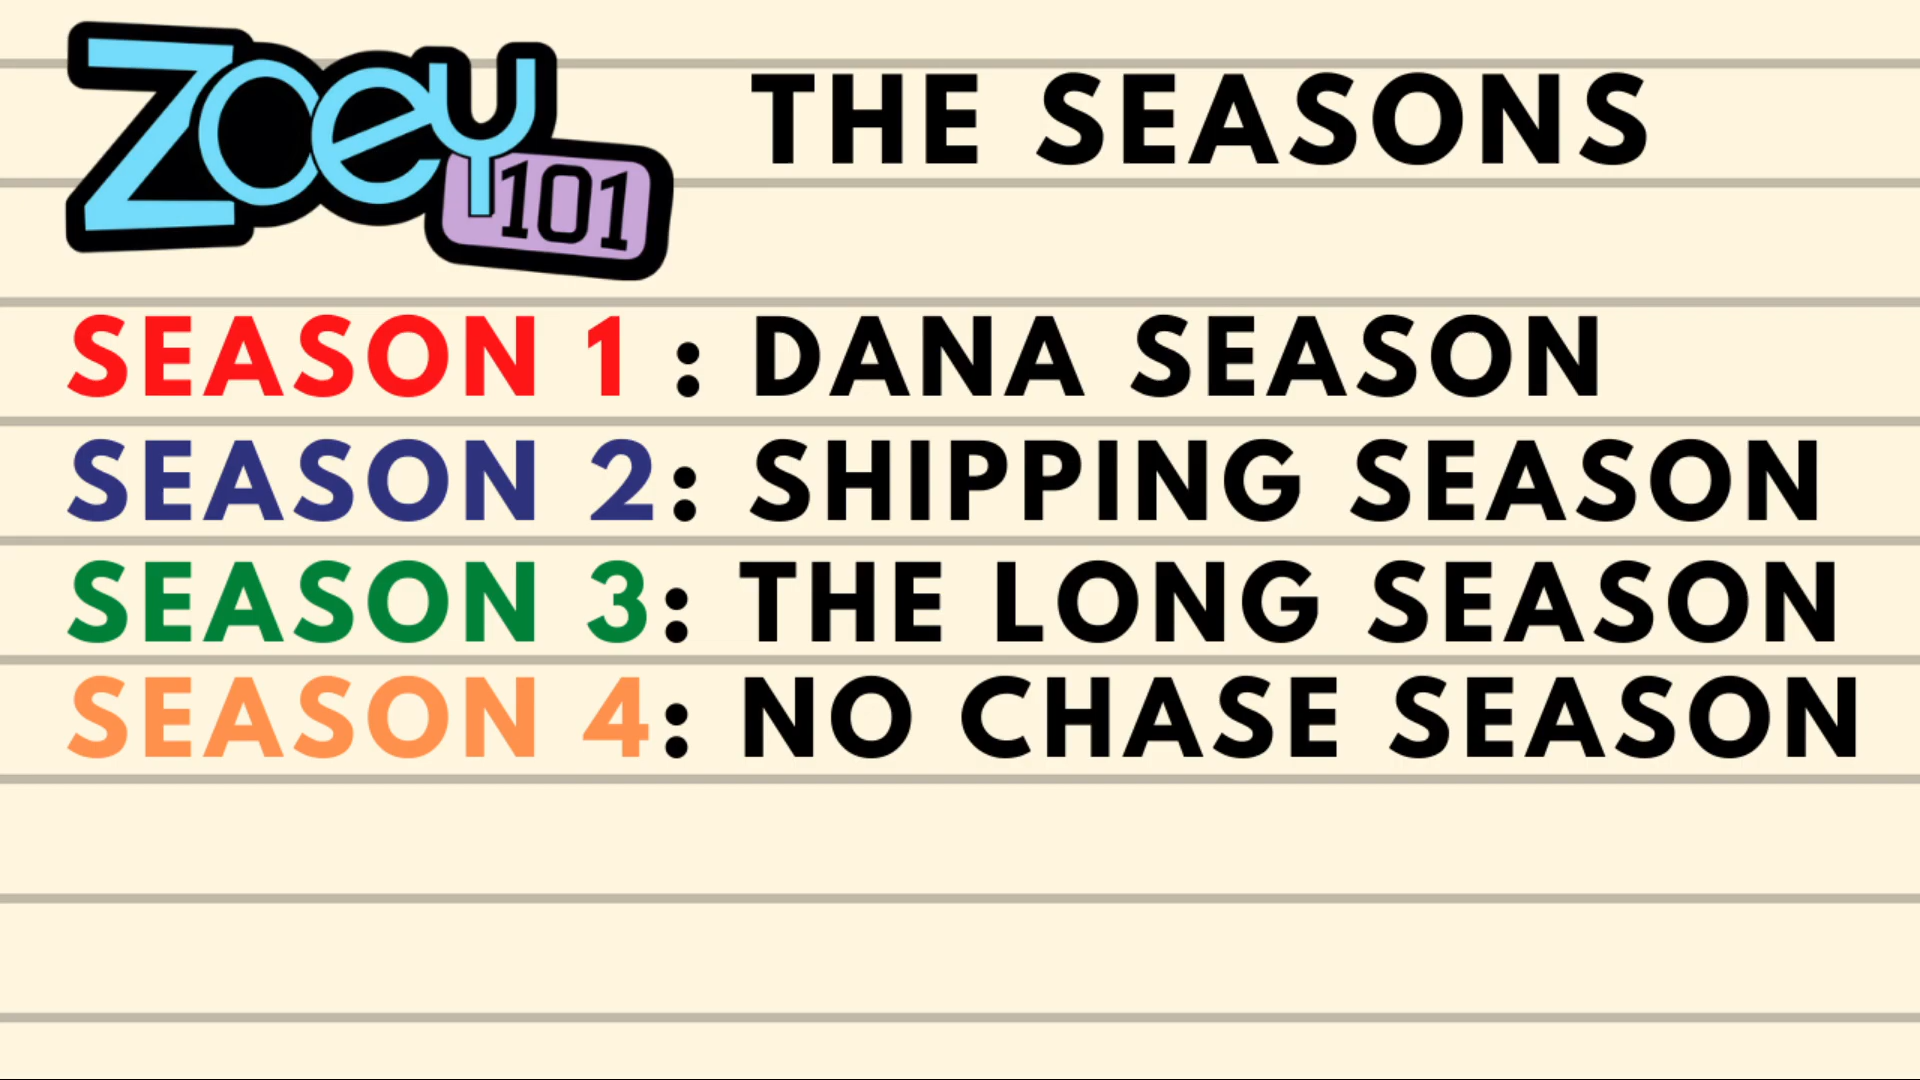 Zoey 101
THE SEASONS
SEASON 1 : DANA SEASON
SEASON 2: SHIPPING SEASON
SEASON 3: THE LONG SEASON
SEASON 4: NO CHASE SEASON